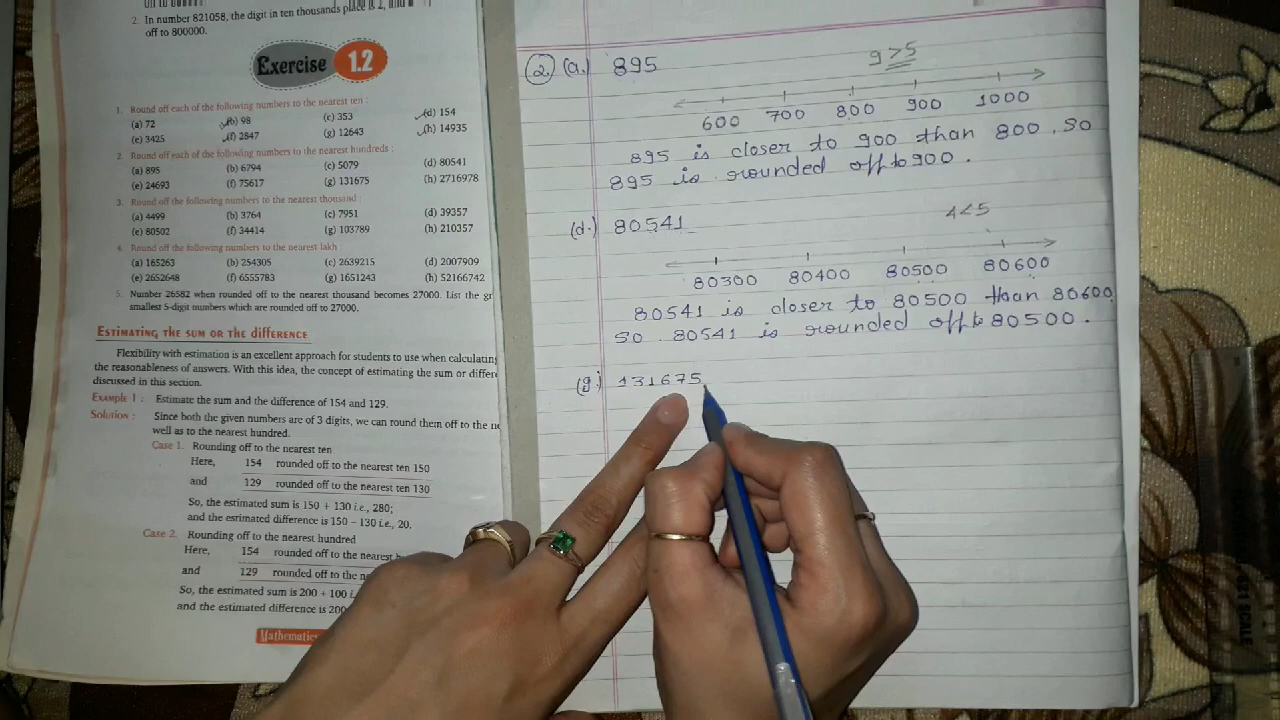 2. In number 821058, the digit in ten thousands place is 2, and
off to 800000.
Exercise 1.2
1. Round off each of the following numbers to the nearest ten :
(a) 72 (b) 98 (c) 353 (d) 154
(e) 3425 (f) 2847 (g) 12643 (h) 14935
2. Round off each of the following numbers to the nearest hundreds :
(a) 895 (b) 6794 (c) 5079 (d) 80541
(e) 24693 (f) 75617 (g) 131675 (h) 2716978
3. Round off the following numbers to the nearest thousand :
(a) 4499 (b) 3764 (c) 7951 (d) 39357
(e) 80502 (f) 34414 (g) 103789 (h) 210357
4. Round off the following numbers to the nearest lakh :
(a) 165263 (b) 254305 (c) 2639215 (d) 2007909
(e) 2652648 (f) 6555783 (g) 1651243 (h) 52166742
5. Number 26582 when rounded off to the nearest thousand becomes 27000. List the gr
smallest 5-digit numbers which are rounded off to 27000.
ESTIMATING THE SUM OR THE DIFFERENCE
Flexibility with estimation is an excellent approach for students to use when calculating
the reasonableness of answers. With this idea, the concept of estimating the sum or differe
discussed in this section.
EXAMPLE 1 : Estimate the sum and the difference of 154 and 129.
Solution : Since both the given numbers are of 3 digits, we can round them off to the ne
well as to the nearest hundred.
Case 1. Rounding off to the nearest ten
Here, 154 rounded off to the nearest ten 150
and 129 rounded off to the nearest ten 130
So, the estimated sum is 150 + 130 i.e., 280;
and the estimated difference is 150 – 130 i.e., 20.
Case 2. Rounding off to the nearest hundred
Here, 154 rounded off to the nearest h
and 129 rounded off to the n
So, the estimated sum is 200 + 100 i
and the estimated difference is 200
Mathematic
2 (a.) 895 9>5
600 700 800 900 1000
895 is closer to 900 than 800. So
895 is rounded off to 900.
(d.) 80541 4<5
80300 80400 80500 80600
80541 is closer to 80500 than 80600
so 80541 is rounded off to 80500.
(g.) 131675